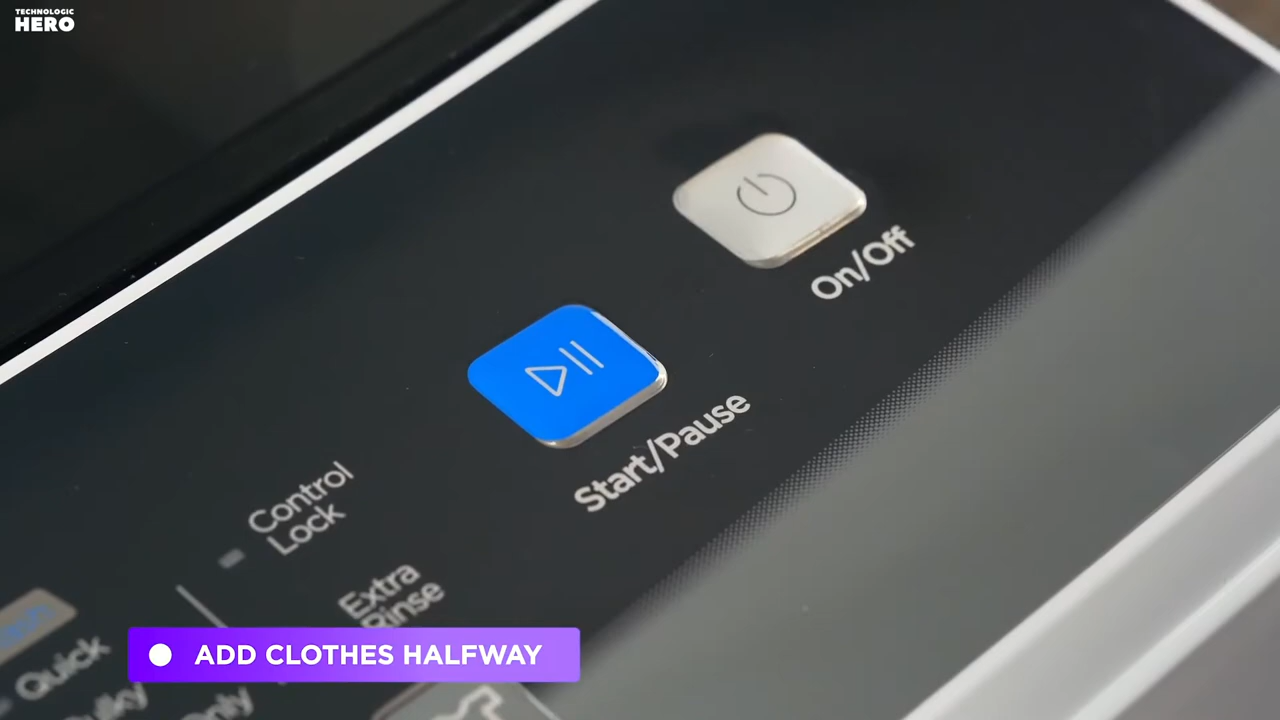 TECHNOLOGIC
HERO
On/Off
Start/Pause
Control
Lock
Extra
Rinse
Quick
ADD CLOTHES HALFWAY